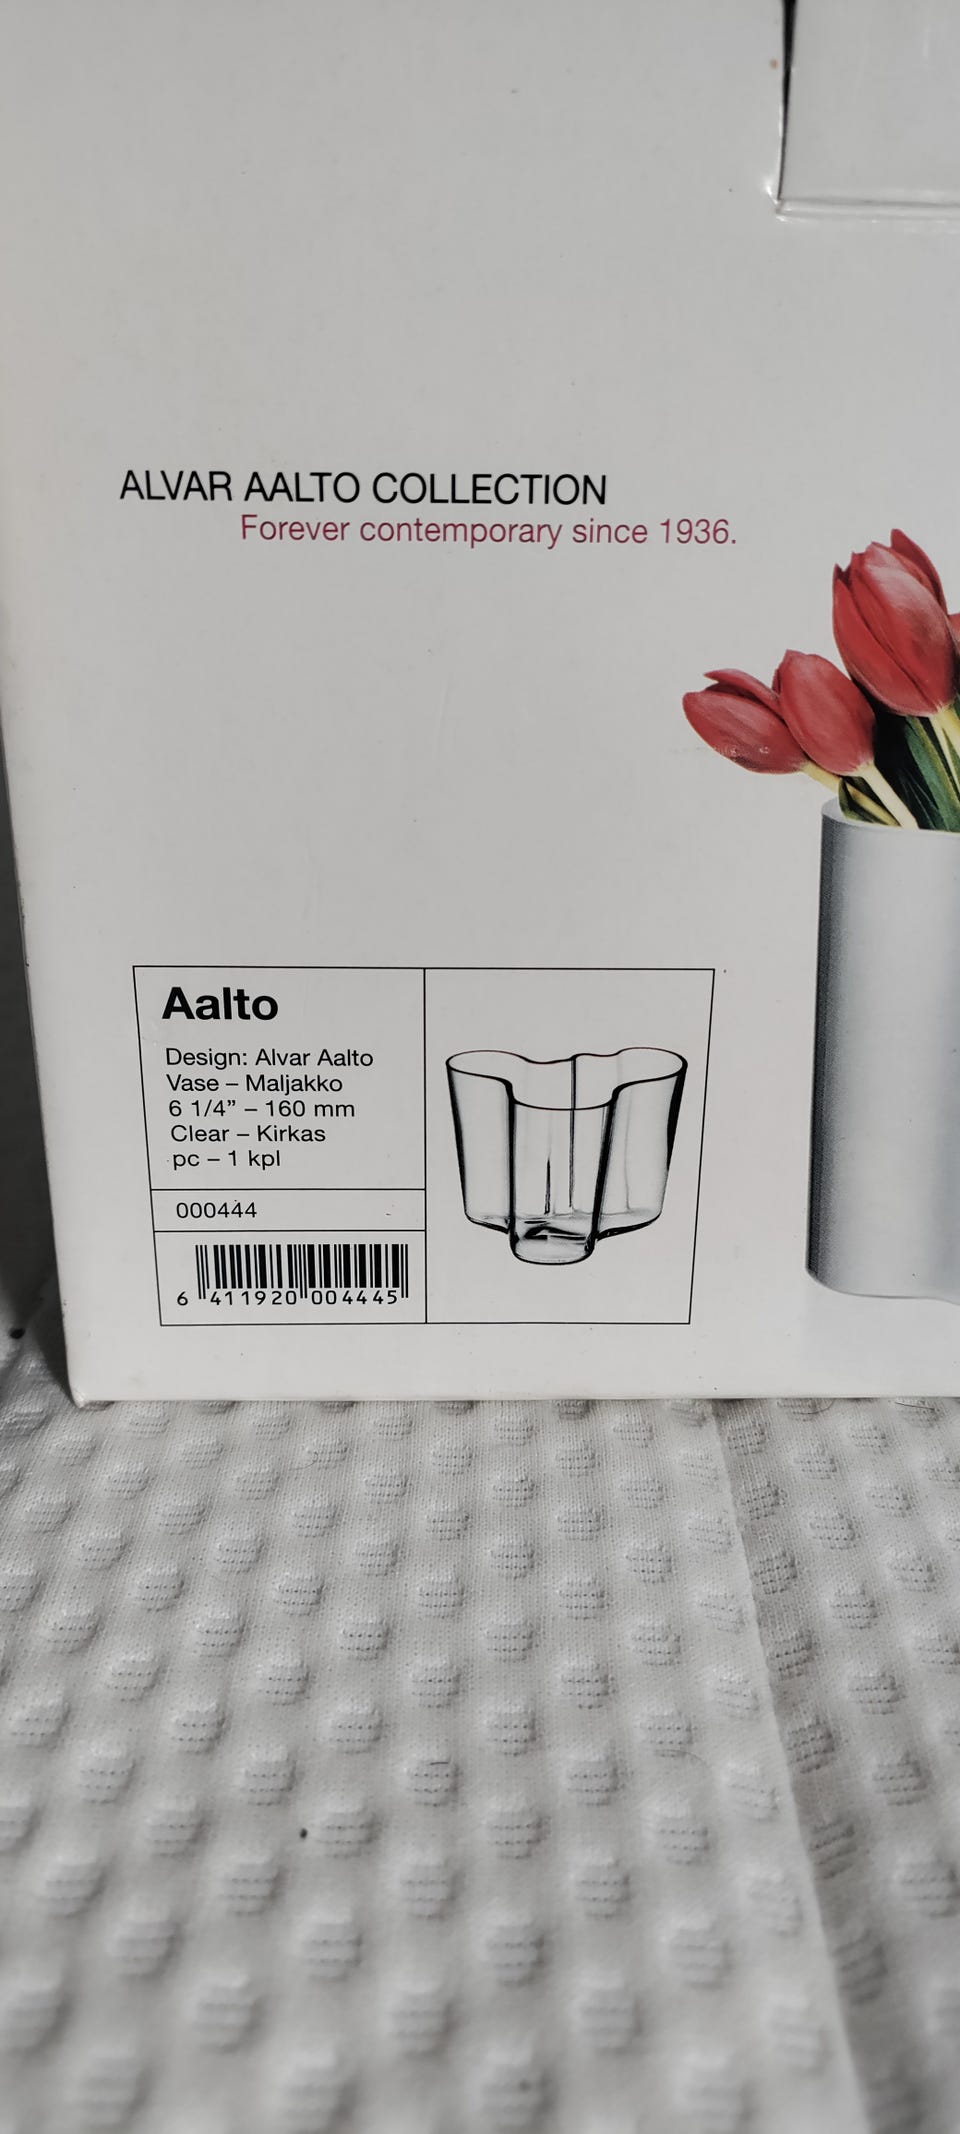 ALVAR AALTO COLLECTION
Forever contemporary since 1936.
Aalto
Design: Alvar Aalto
Vase – Maljakko
6 1/4” – 160 mm
Clear – Kirkas
pc – 1 kpl
000444
6 411920 004445